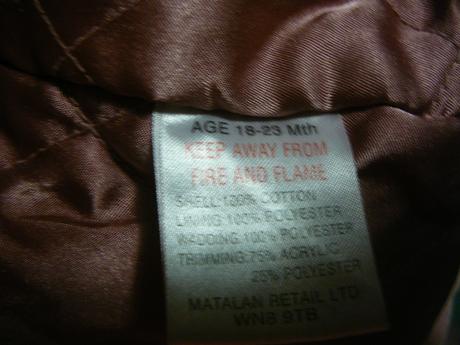 AGE 18-23 Mth
KEEP AWAY FROM
FIRE AND FLAME
SHELL:100% COTTON
LINING:100% POLYESTER
WADDING:100% POLYESTER
TRIMMING:75% ACRYLIC
25% POLYESTER
MATALAN RETAIL LTD
WN8 9TB